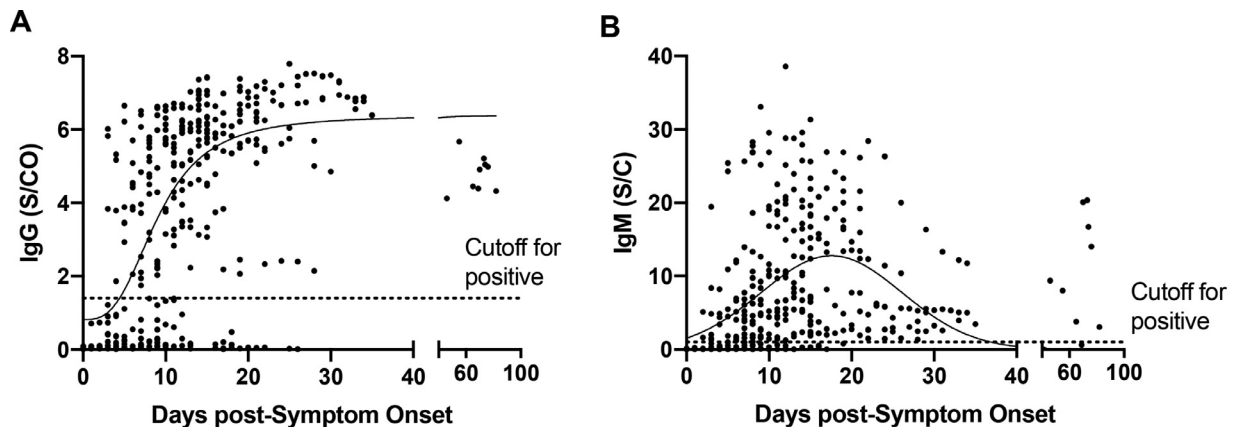 A
8
6
4
2
0
IgG (S/CO)
Cutoff for
positive
0 10 20 30 40 60 100
Days post-Symptom Onset
B
40
30
20
10
0
IgM (S/C)
Cutoff for
positive
0 10 20 30 40 60 100
Days post-Symptom Onset